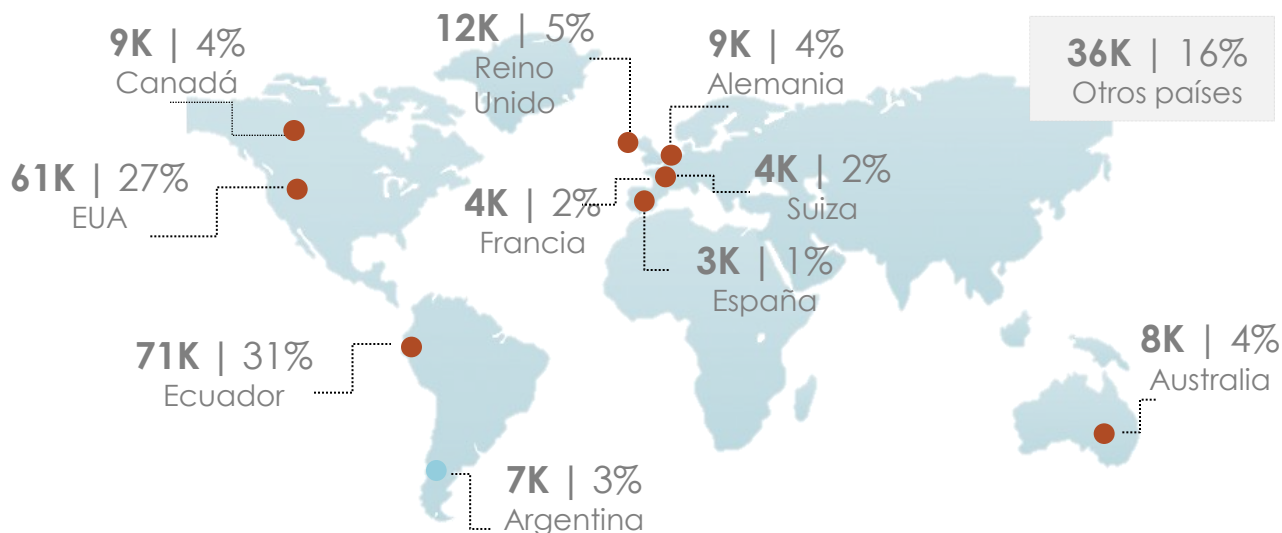 9K | 4%
Canadá
12K | 5%
Reino
Unido
9K | 4%
Alemania
36K | 16%
Otros países
61K | 27%
EUA
4K | 2%
Francia
4K | 2%
Suiza
3K | 1%
España
71K | 31%
Ecuador
8K | 4%
Australia
7K | 3%
Argentina